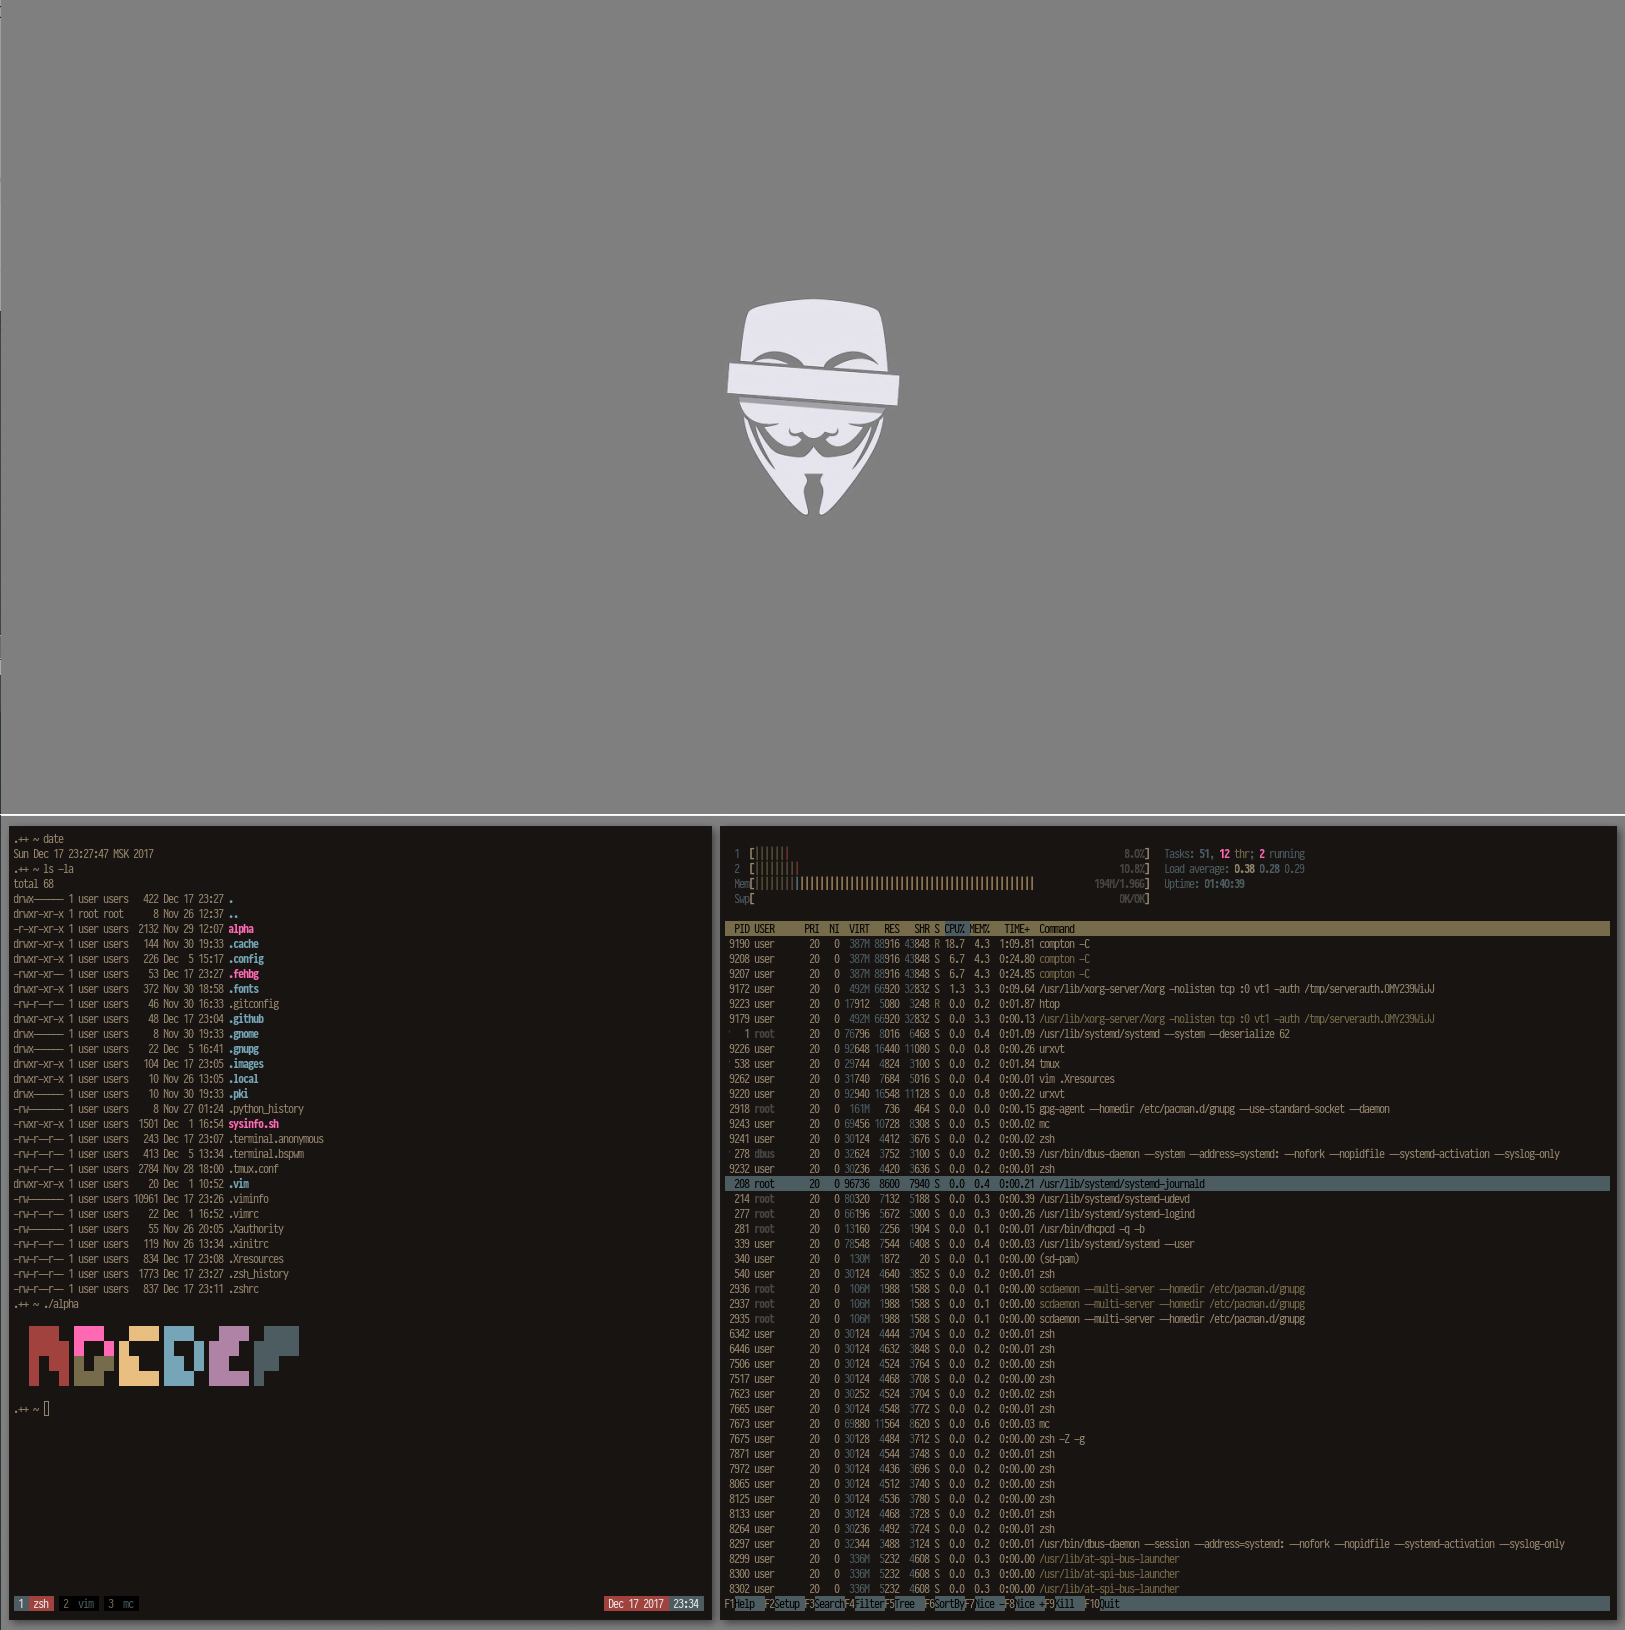 .++ ~ date
Sun Dec 17 23:27:47 MSK 2017
.++ ~ ls -la
total 68
drwx------ 1 user users 422 Dec 17 23:27 .
drwxr-xr-x 1 root root 8 Nov 26 12:37 ..
-r-xr-xr-x 1 user users 2132 Nov 29 12:07 alpha
drwxr-xr-x 1 user users 144 Nov 30 19:33 .cache
drwxr-xr-x 1 user users 226 Dec 5 15:17 .config
-rwxr-xr-- 1 user users 53 Dec 17 23:27 .fehbg
drwxr-xr-x 1 user users 372 Nov 30 18:58 .fonts
-rw-r--r-- 1 user users 46 Nov 30 16:33 .gitconfig
drwxr-xr-x 1 user users 48 Dec 17 23:04 .github
drwx------ 1 user users 8 Nov 30 19:33 .gnome
drwx------ 1 user users 22 Dec 5 16:41 .gnupg
drwxr-xr-x 1 user users 104 Dec 17 23:05 .images
drwxr-xr-x 1 user users 10 Nov 26 13:05 .local
drwx------ 1 user users 10 Nov 30 19:33 .pki
-rw------- 1 user users 8 Nov 27 01:24 .python_history
-rwxr-xr-x 1 user users 1501 Dec 1 16:54 sysinfo.sh
-rw-r--r-- 1 user users 243 Dec 17 23:07 .terminal.anonymous
-rw-r--r-- 1 user users 413 Dec 5 13:34 .terminal.bspwm
-rw-r--r-- 1 user users 2784 Nov 28 18:00 .tmux.conf
drwxr-xr-x 1 user users 20 Dec 1 10:52 .vim
-rw------- 1 user users 10961 Dec 17 23:26 .viminfo
-rw-r--r-- 1 user users 22 Dec 1 16:52 .vimrc
-rw------- 1 user users 55 Nov 26 20:05 .Xauthority
-rw-r--r-- 1 user users 119 Nov 26 13:34 .xinitrc
-rw-r--r-- 1 user users 834 Dec 17 23:08 .Xresources
-rw-r--r-- 1 user users 1773 Dec 17 23:27 .zsh_history
-rw-r--r-- 1 user users 837 Dec 17 23:11 .zshrc
.++ ~ ./alpha
ABCDEF
.++ ~
1 zsh 2 vim 3 mc Dec 17 2017 23:34
1 [||||||| 8.0%] Tasks: 51, 12 thr; 2 running
2 [||||||||| 10.8%] Load average: 0.38 0.28 0.29
Mem[|||||||||||||||||||||||||||||||||||||||||||||||||||||||| 194M/1.96G] Uptime: 01:40:39
Swp[ 0K/0K]
PID USER PRI NI VIRT RES SHR S CPU% MEM% TIME+ Command
9190 user 20 0 387M 88916 43848 R 18.7 4.3 1:09.81 compton -C
9208 user 20 0 387M 88916 43848 S 6.7 4.3 0:24.80 compton -C
9207 user 20 0 387M 88916 43848 S 6.7 4.3 0:24.85 compton -C
9172 user 20 0 492M 66920 32832 S 1.3 3.3 0:09.64 /usr/lib/xorg-server/Xorg -nolisten tcp :0 vt1 -auth /tmp/serverauth.OMY239WiJJ
9223 user 20 0 17912 5080 3248 R 0.0 0.2 0:01.87 htop
9179 user 20 0 492M 66920 32832 S 0.0 3.3 0:00.13 /usr/lib/xorg-server/Xorg -nolisten tcp :0 vt1 -auth /tmp/serverauth.OMY239WiJJ
1 root 20 0 76796 8016 6468 S 0.0 0.4 0:01.09 /usr/lib/systemd/systemd --system --deserialize 62
9226 user 20 0 92648 16440 11080 S 0.0 0.8 0:00.26 urxvt
538 user 20 0 29744 4824 3100 S 0.0 0.2 0:01.84 tmux
9262 user 20 0 31740 7684 5016 S 0.0 0.4 0:00.01 vim .Xresources
9220 user 20 0 92940 16548 11128 S 0.0 0.8 0:00.22 urxvt
2918 root 20 0 161M 736 464 S 0.0 0.0 0:00.15 gpg-agent --homedir /etc/pacman.d/gnupg --use-standard-socket --daemon
9243 user 20 0 69456 10728 8308 S 0.0 0.5 0:00.02 mc
9241 user 20 0 30124 4412 3676 S 0.0 0.2 0:00.02 zsh
278 dbus 20 0 32624 3752 3100 S 0.0 0.2 0:00.59 /usr/bin/dbus-daemon --system --address=systemd: --nofork --nopidfile --systemd-activation --syslog-only
9232 user 20 0 30236 4420 3636 S 0.0 0.2 0:00.01 zsh
208 root 20 0 96736 8600 7940 S 0.0 0.4 0:00.21 /usr/lib/systemd/systemd-journald
214 root 20 0 80320 7132 5188 S 0.0 0.3 0:00.39 /usr/lib/systemd/systemd-udevd
277 root 20 0 66196 5672 5000 S 0.0 0.3 0:00.26 /usr/lib/systemd/systemd-logind
281 root 20 0 13160 2256 1904 S 0.0 0.1 0:00.01 /usr/bin/dhcpcd -q -b
339 user 20 0 78548 7544 6408 S 0.0 0.4 0:00.03 /usr/lib/systemd/systemd --user
340 user 20 0 130M 1872 20 S 0.0 0.1 0:00.00 (sd-pam)
540 user 20 0 30124 4640 3852 S 0.0 0.2 0:00.01 zsh
2936 root 20 0 106M 1988 1588 S 0.0 0.1 0:00.00 scdaemon --multi-server --homedir /etc/pacman.d/gnupg
2937 root 20 0 106M 1988 1588 S 0.0 0.1 0:00.00 scdaemon --multi-server --homedir /etc/pacman.d/gnupg
2935 root 20 0 106M 1988 1588 S 0.0 0.1 0:00.00 scdaemon --multi-server --homedir /etc/pacman.d/gnupg
6342 user 20 0 30124 4444 3704 S 0.0 0.2 0:00.01 zsh
6446 user 20 0 30124 4632 3848 S 0.0 0.2 0:00.01 zsh
7506 user 20 0 30124 4524 3764 S 0.0 0.2 0:00.00 zsh
7517 user 20 0 30124 4468 3708 S 0.0 0.2 0:00.00 zsh
7623 user 20 0 30252 4524 3704 S 0.0 0.2 0:00.02 zsh
7665 user 20 0 30124 4548 3772 S 0.0 0.2 0:00.01 zsh
7673 user 20 0 69880 11564 8620 S 0.0 0.6 0:00.03 mc
7675 user 20 0 30128 4484 3712 S 0.0 0.2 0:00.00 zsh -Z -g
7871 user 20 0 30124 4544 3748 S 0.0 0.2 0:00.01 zsh
7972 user 20 0 30124 4436 3696 S 0.0 0.2 0:00.00 zsh
8065 user 20 0 30124 4512 3740 S 0.0 0.2 0:00.00 zsh
8125 user 20 0 30124 4536 3780 S 0.0 0.2 0:00.00 zsh
8133 user 20 0 30124 4468 3728 S 0.0 0.2 0:00.01 zsh
8264 user 20 0 30236 4492 3724 S 0.0 0.2 0:00.01 zsh
8297 user 20 0 32344 3488 3124 S 0.0 0.2 0:00.01 /usr/bin/dbus-daemon --session --address=systemd: --nofork --nopidfile --systemd-activation --syslog-only
8299 user 20 0 336M 5232 4608 S 0.0 0.3 0:00.00 /usr/lib/at-spi-bus-launcher
8300 user 20 0 336M 5232 4608 S 0.0 0.3 0:00.00 /usr/lib/at-spi-bus-launcher
8302 user 20 0 336M 5232 4608 S 0.0 0.3 0:00.00 /usr/lib/at-spi-bus-launcher
F1Help F2Setup F3SearchF4FilterF5Tree F6SortByF7Nice -F8Nice +F9Kill F10Quit